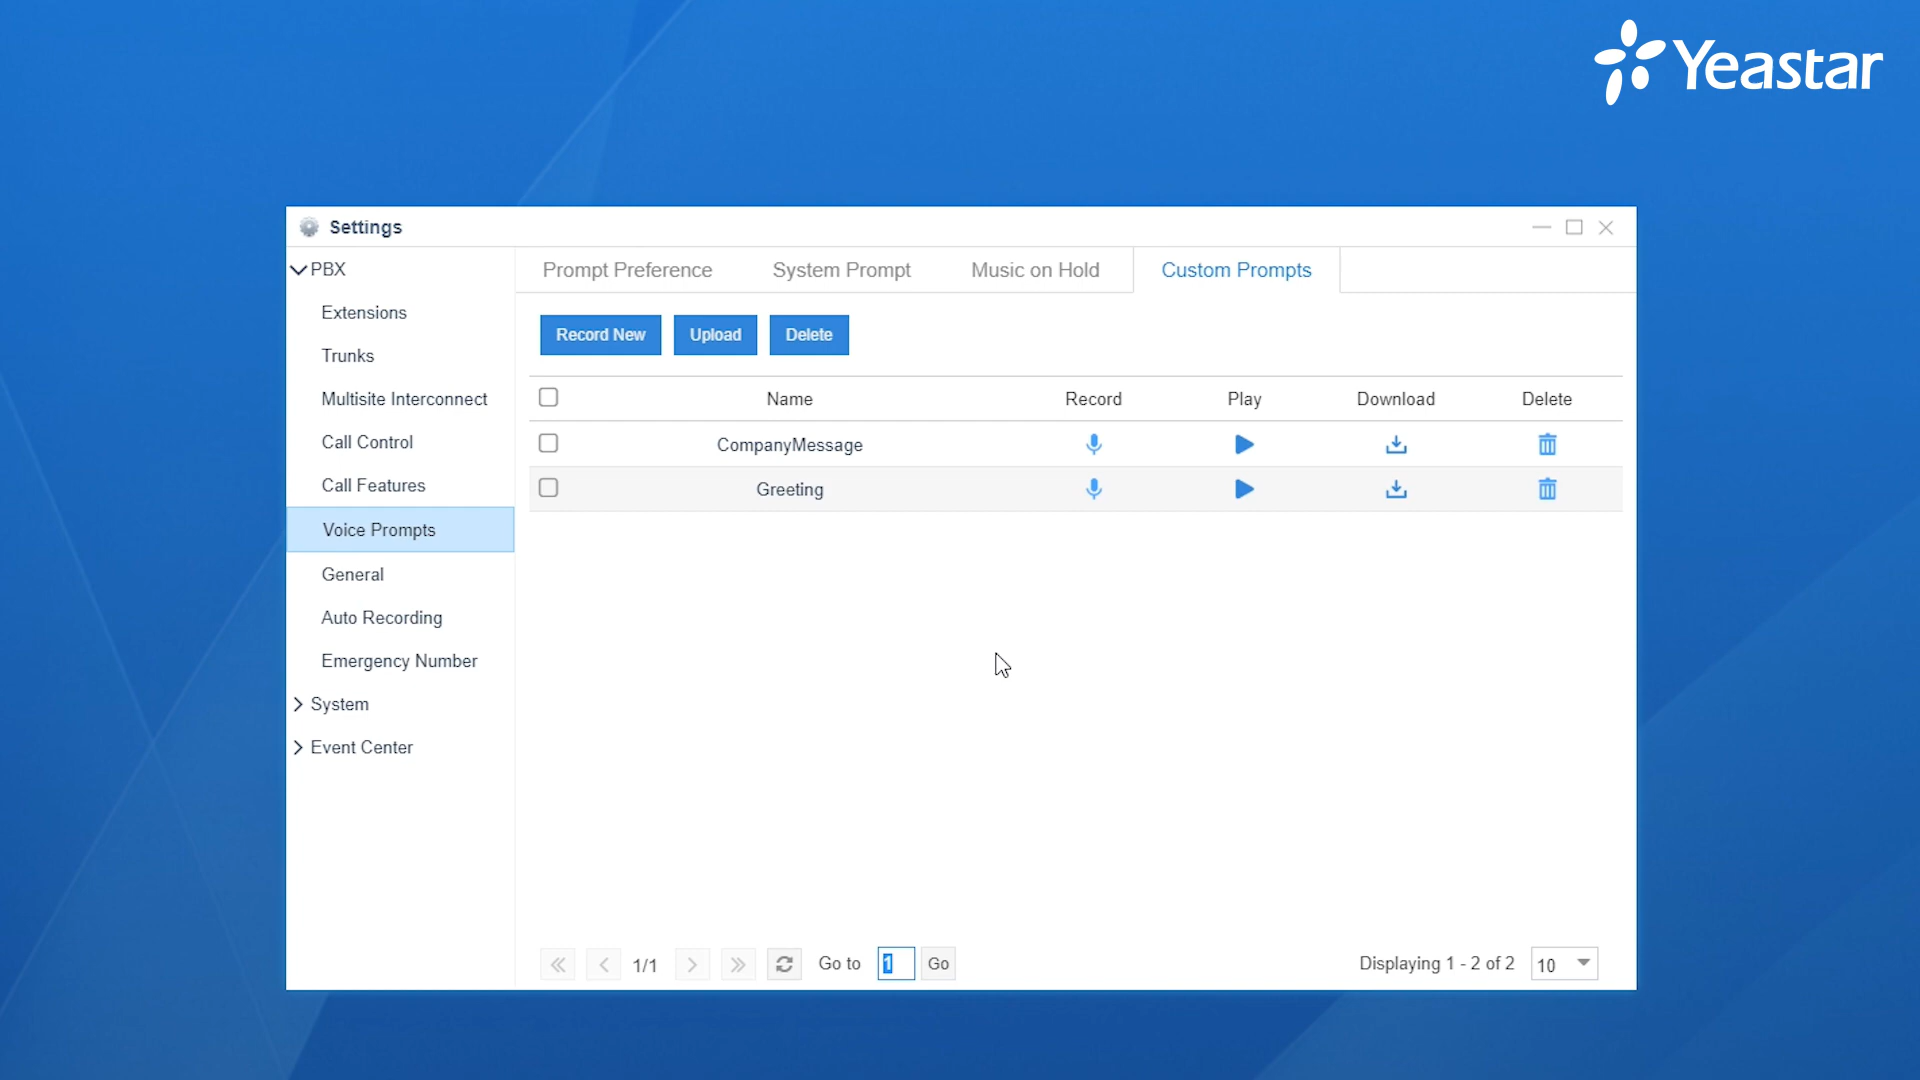 Yeastar
Settings
PBX
Extensions
Trunks
Multisite Interconnect
Call Control
Call Features
Voice Prompts
General
Auto Recording
Emergency Number
System
Event Center
Prompt Preference System Prompt Music on Hold Custom Prompts
Record New Upload Delete
Name Record Play Download Delete
CompanyMessage
Greeting
1/1 Go to 1 Go Displaying 1 - 2 of 2 10